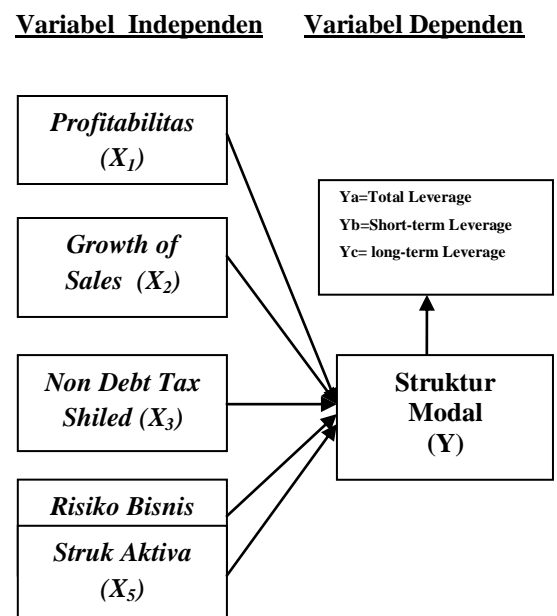 Variabel  Independen    Variabel Dependen
Profitabilitas
(X1)
Growth of
Sales  (X2)
Non Debt Tax
Shiled (X3)
Risiko Bisnis
Struk Aktiva
(X5)
Ya=Total Leverage
Yb=Short-term Leverage
Yc= long-term Leverage
Struktur
Modal
(Y)